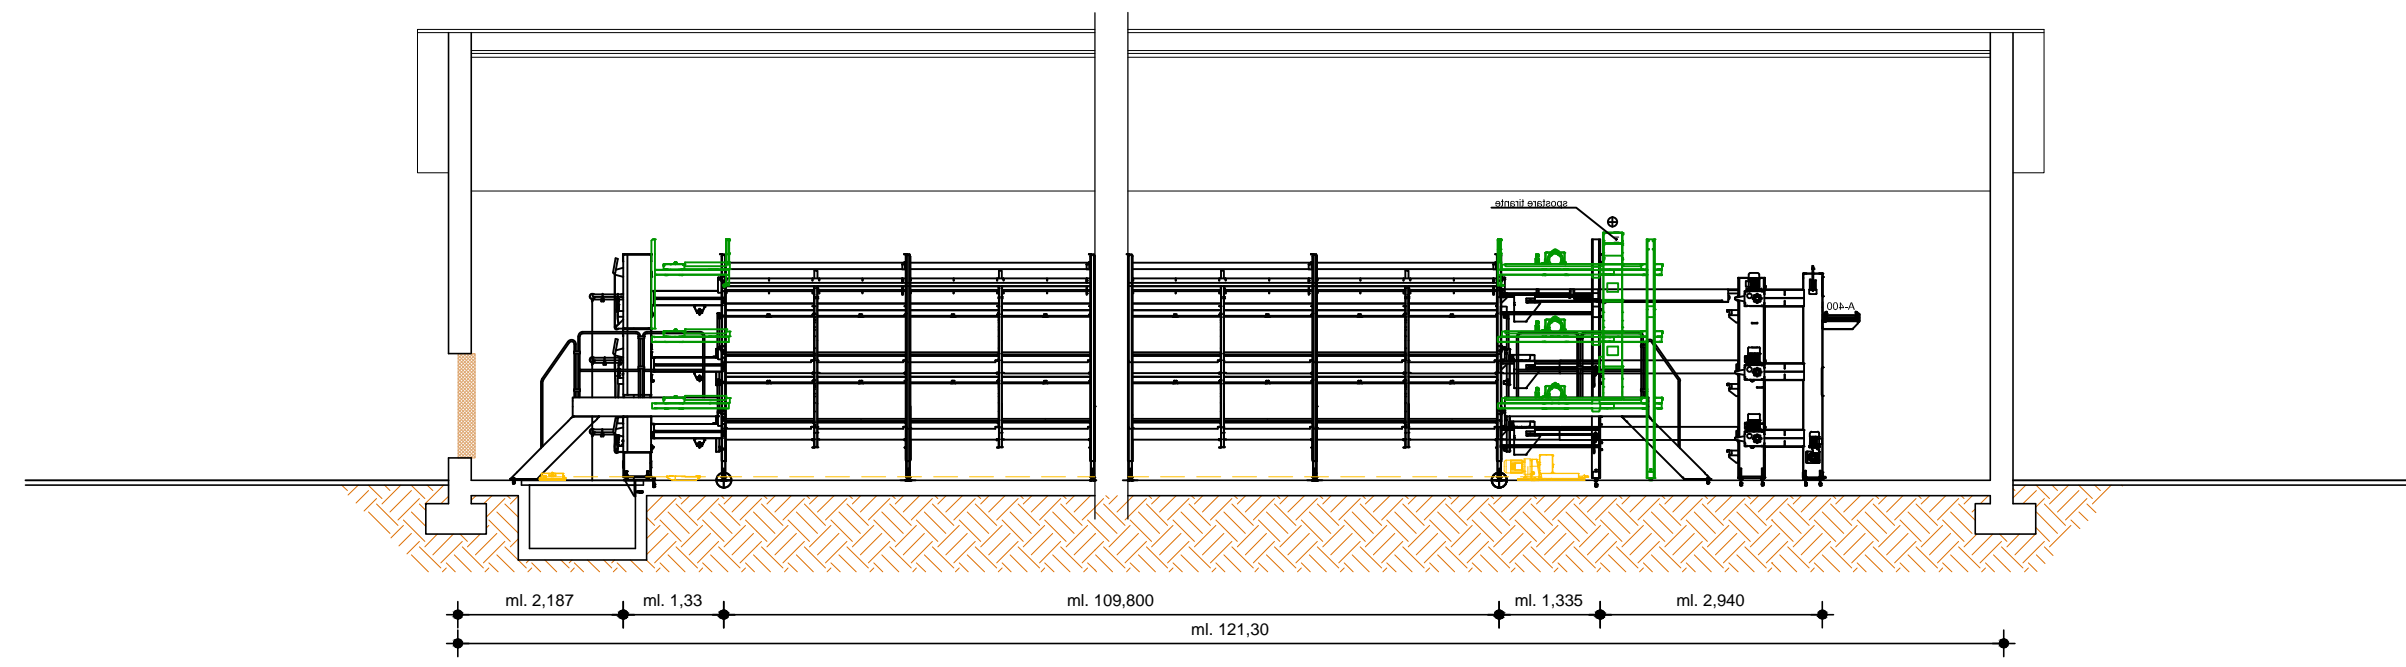 spostare tirante
A-400
ml. 2,187
ml. 1,33
ml. 109,800
ml. 1,335
ml. 2,940
ml. 121,30